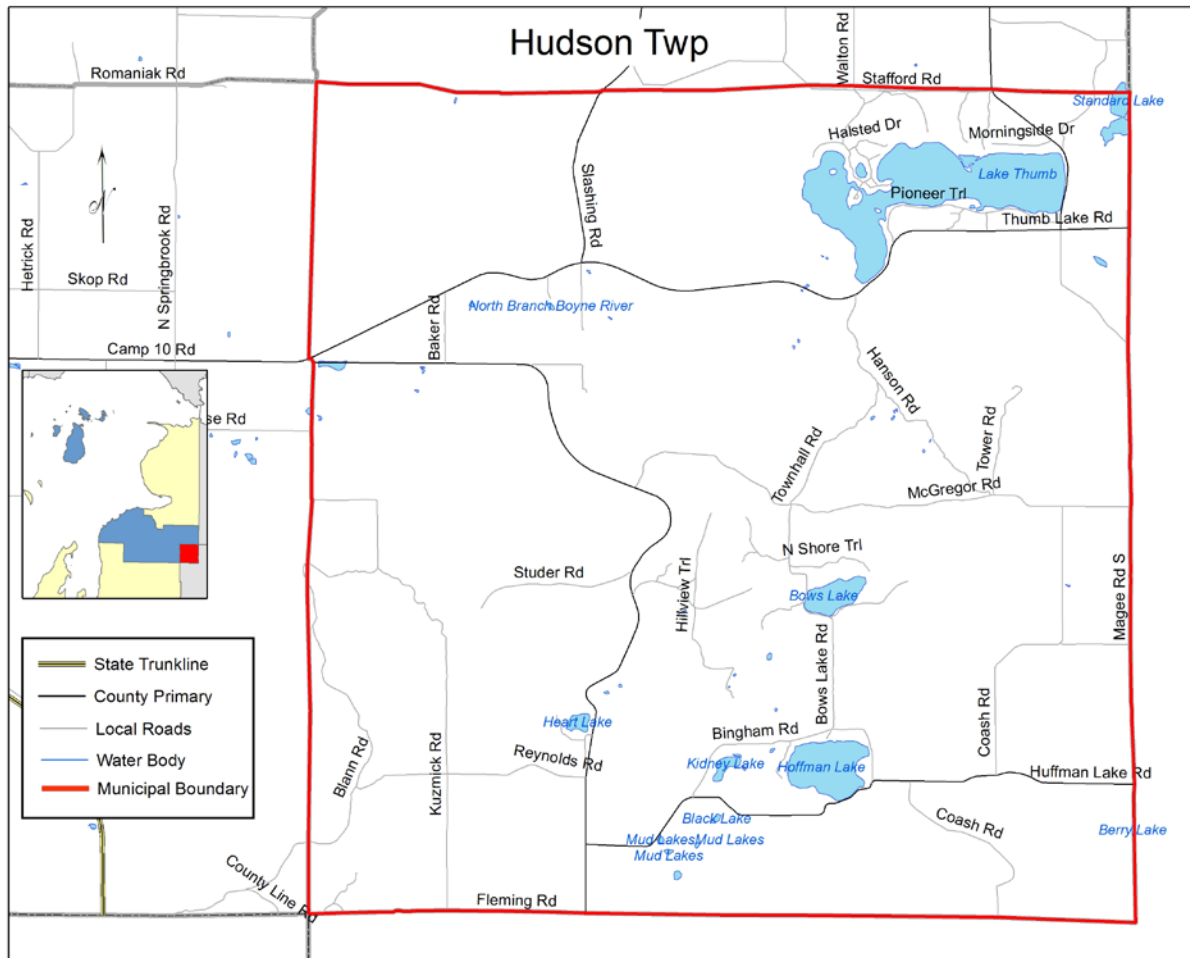 Hudson Twp
Romaniak Rd
Walton Rd
Stafford Rd
Standard Lake
Halsted Dr
Morningside Dr
Slashing Rd
Lake Thumb
Pioneer Trl
Thumb Lake Rd
Hetrick Rd
N Springbrook Rd
N
Skop Rd
North Branch Boyne River
Baker Rd
Camp 10 Rd
Hanson Rd
se Rd
Tower Rd
Townhall Rd
McGregor Rd
N Shore Trl
Studer Rd
Hillview Trl
Bows Lake
Magee Rd S
Bows Lake Rd
State Trunkline
County Primary
Local Roads
Water Body
Municipal Boundary
Heart Lake
Coash Rd
Bingham Rd
Blann Rd
Kuzmick Rd
Reynolds Rd
Kidney Lake
Hoffman Lake
Huffman Lake Rd
Black Lake
Coash Rd
Berry Lake
Mud Lakes
Mud Lakes
Mud Lakes
County Line Rd
Fleming Rd